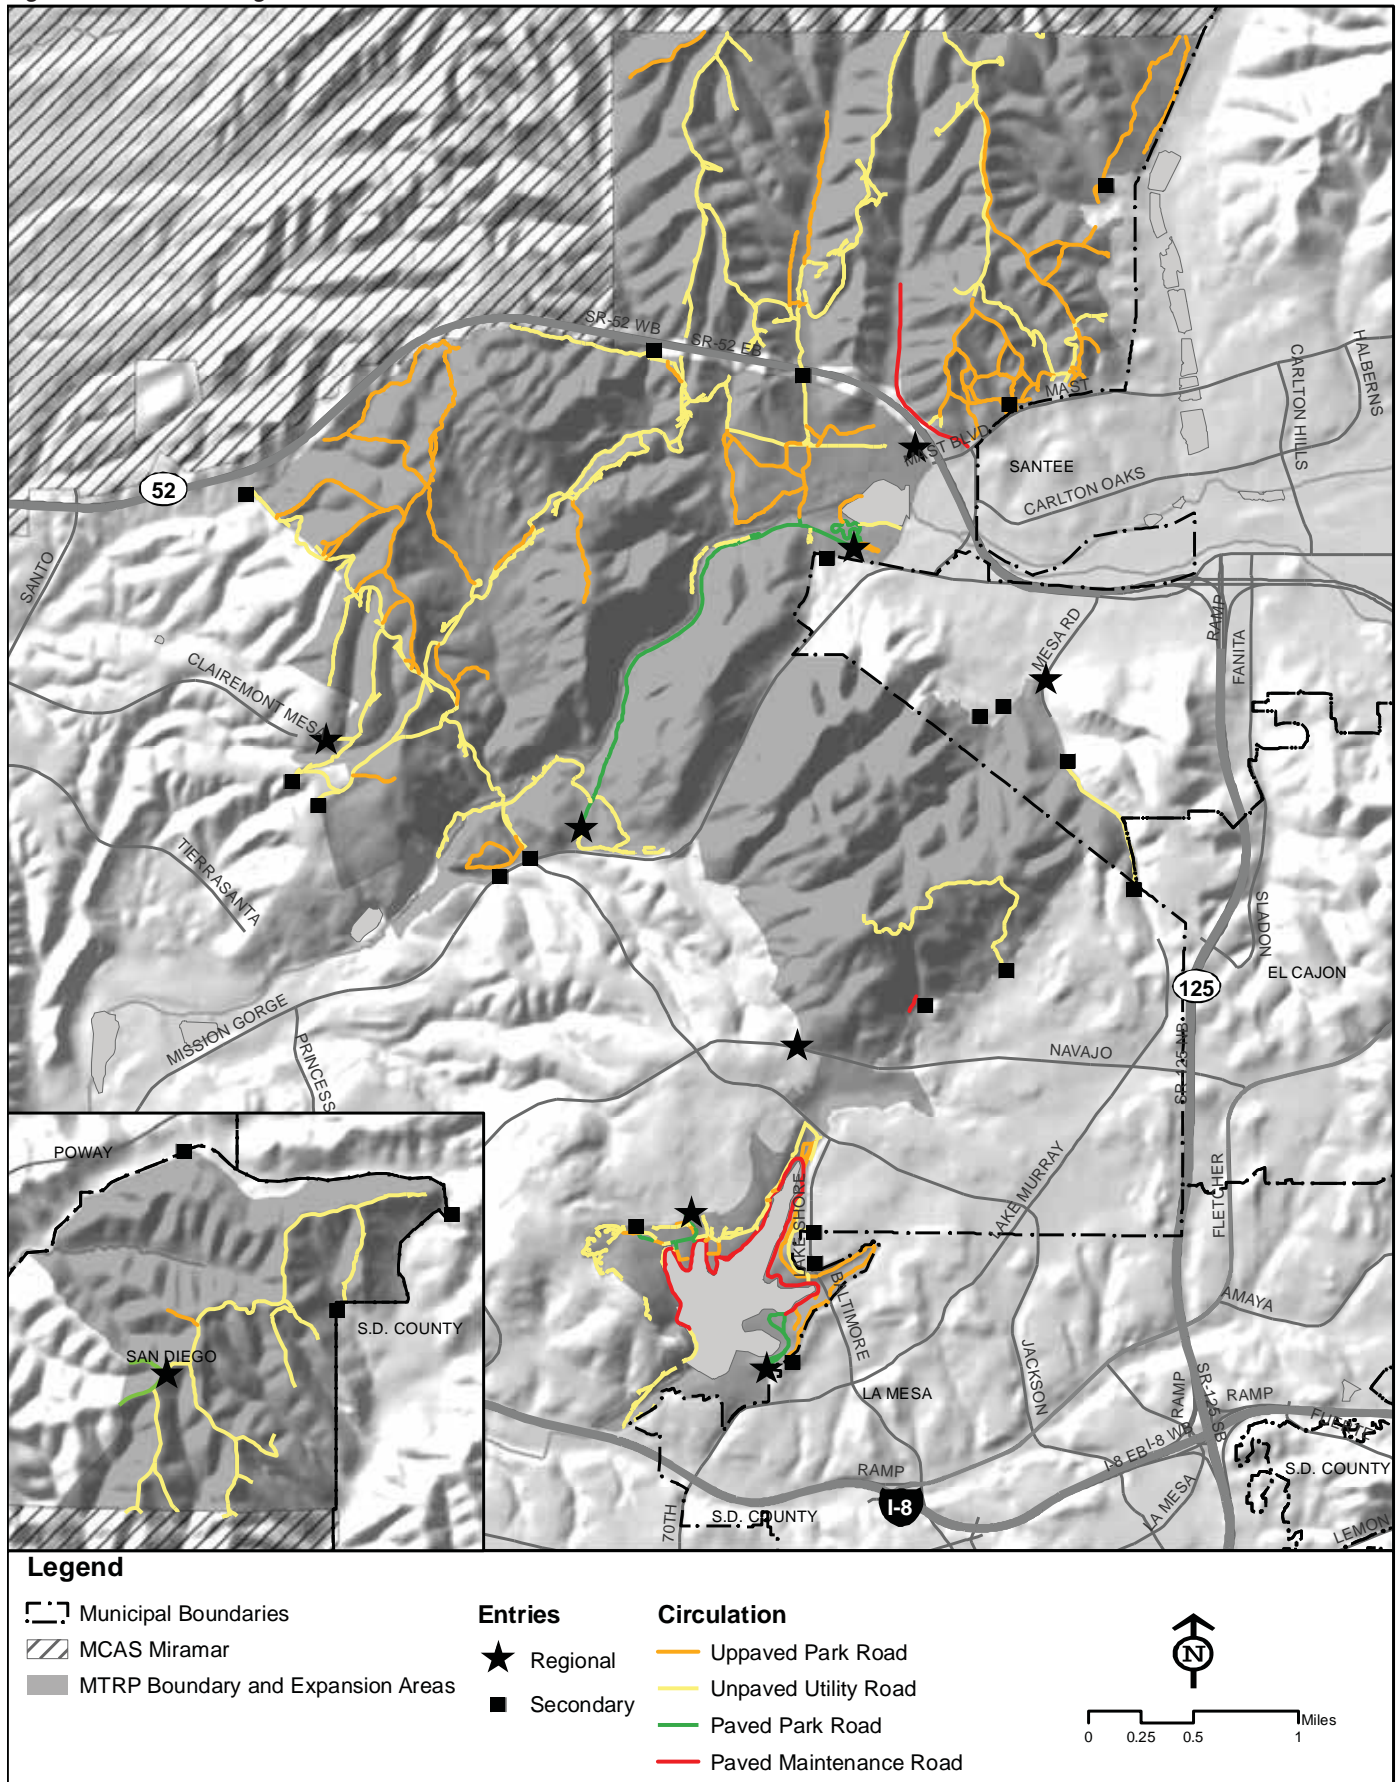 SR-52 WB
SR-52 EB
HALBERNS
CARLTON HILLS
MAST
MAST BLVD
SANTEE
52
CARLTON OAKS
SANTO
RAMP
MESA RD
FANITA
CLAIREMONT MESA
TIERRASANTA
SLADON
EL CAJON
125
MISSION GORGE
PRINCESS
NAVAJO
SR-125 NB
POWAY
LAKE MURRAY
FLETCHER
LAKE SHORE
S.D. COUNTY
SAN DIEGO
BALTIMORE
AMAYA
JACKSON
LA MESA
RAMP
SR-125 SB
RAMP
FUERTE
I-8 WB
I-8 EB
RAMP
S.D. COUNTY
LA MESA
I-8
70TH
S.D. COUNTY
LEMON
Legend
Municipal Boundaries
MCAS Miramar
MTRP Boundary and Expansion Areas
Entries
Regional
Secondary
Circulation
Uppaved Park Road
Unpaved Utility Road
Paved Park Road
Paved Maintenance Road
N
Miles
0 0.25 0.5 1